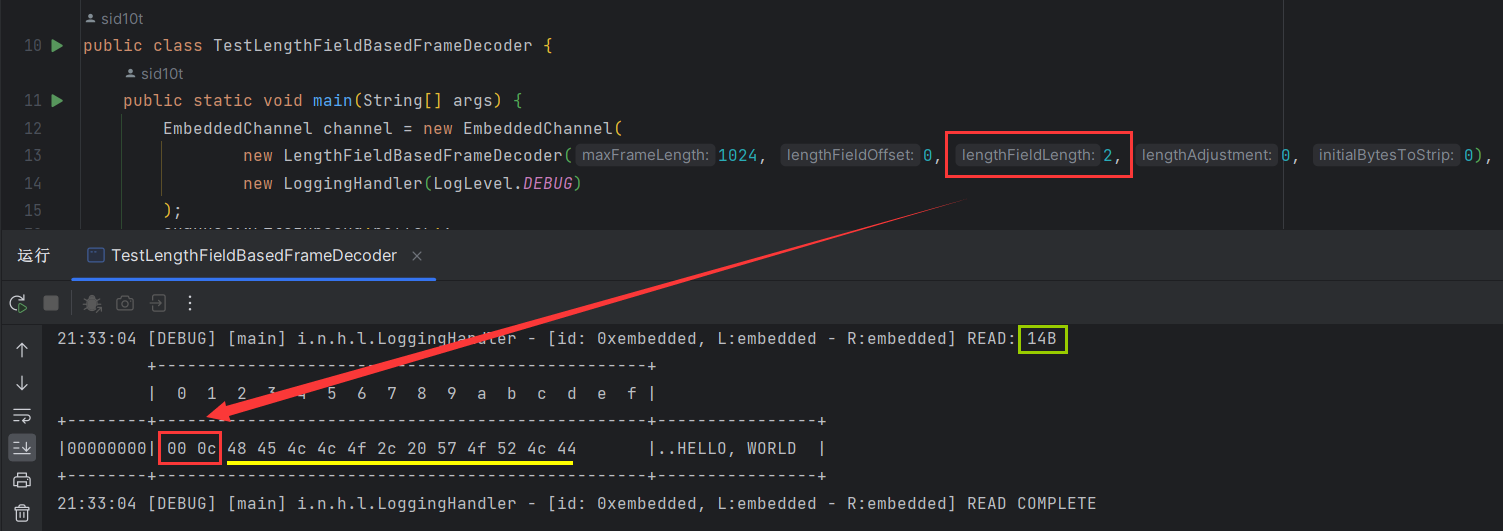 sid10t
10 public class TestLengthFieldBasedFrameDecoder {
sid10t
11 public static void main(String[] args) {
12 EmbeddedChannel channel = new EmbeddedChannel(
13 new LengthFieldBasedFrameDecoder( maxFrameLength: 1024, lengthFieldOffset: 0, lengthFieldLength: 2, lengthAdjustment: 0, initialBytesToStrip: 0),
14 new LoggingHandler(LogLevel.DEBUG)
15 );
运行 TestLengthFieldBasedFrameDecoder ×
21:33:04 [DEBUG] [main] i.n.h.l.LoggingHandler - [id: 0xembedded, L:embedded - R:embedded] READ: 14B
+-------------------------------------------------+
| 0 1 2 3 4 5 6 7 8 9 a b c d e f |
+--------+-------------------------------------------------+----------------+
|00000000| 00 0c 48 45 4c 4c 4f 2c 20 57 4f 52 4c 44 |..HELLO, WORLD |
+--------+-------------------------------------------------+----------------+
21:33:04 [DEBUG] [main] i.n.h.l.LoggingHandler - [id: 0xembedded, L:embedded - R:embedded] READ COMPLETE